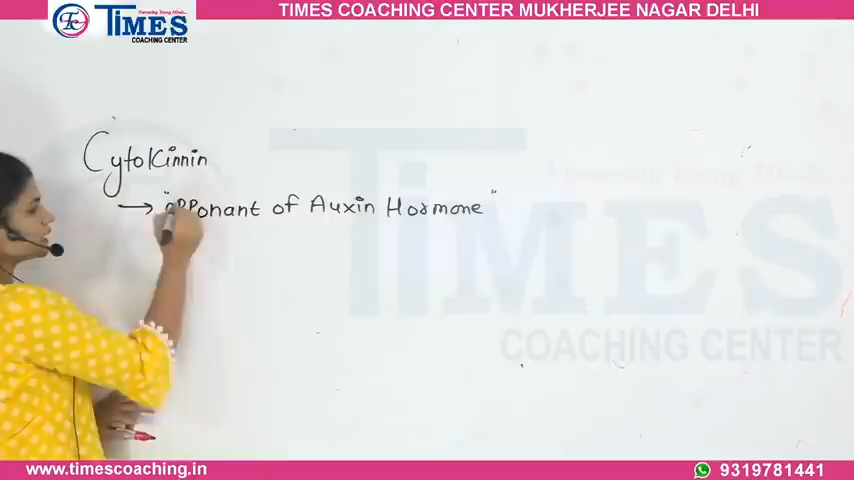 TIMES COACHING CENTER MUKHERJEE NAGAR DELHI
TIMES
COACHING CENTER
Cytokinnin
→ "opponant of Auxin Hormone"
TIMES
COACHING CENTER
www.timescoaching.in
9319781441